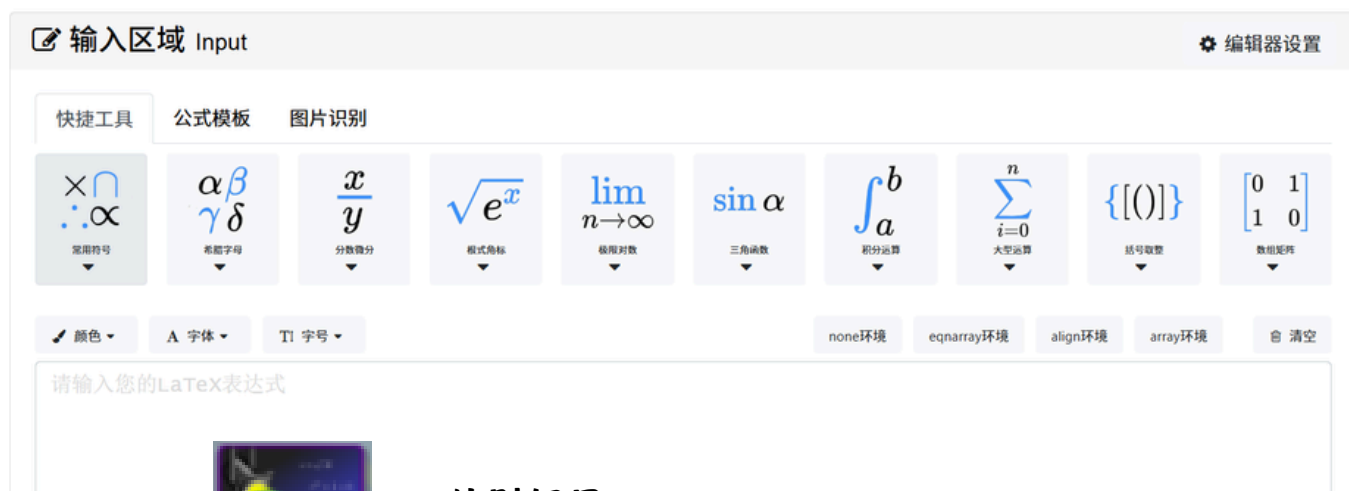 输入区域 Input
编辑器设置
快捷工具 公式模板 图片识别
×∩∴∝ αβγδ x/y √e^x lim n→∞ sin α ∫_a^b ∑_{i=0}^n {[()]} [0 1 1 0]
常用符号 希腊字母 分数微分 根式角标 极限对数 三角函数 积分运算 大型运算 括号取整 数组矩阵
颜色 A 字体 TI 字号 none环境 eqnarray环境 align环境 array环境 清空
请输入您的LaTeX表达式